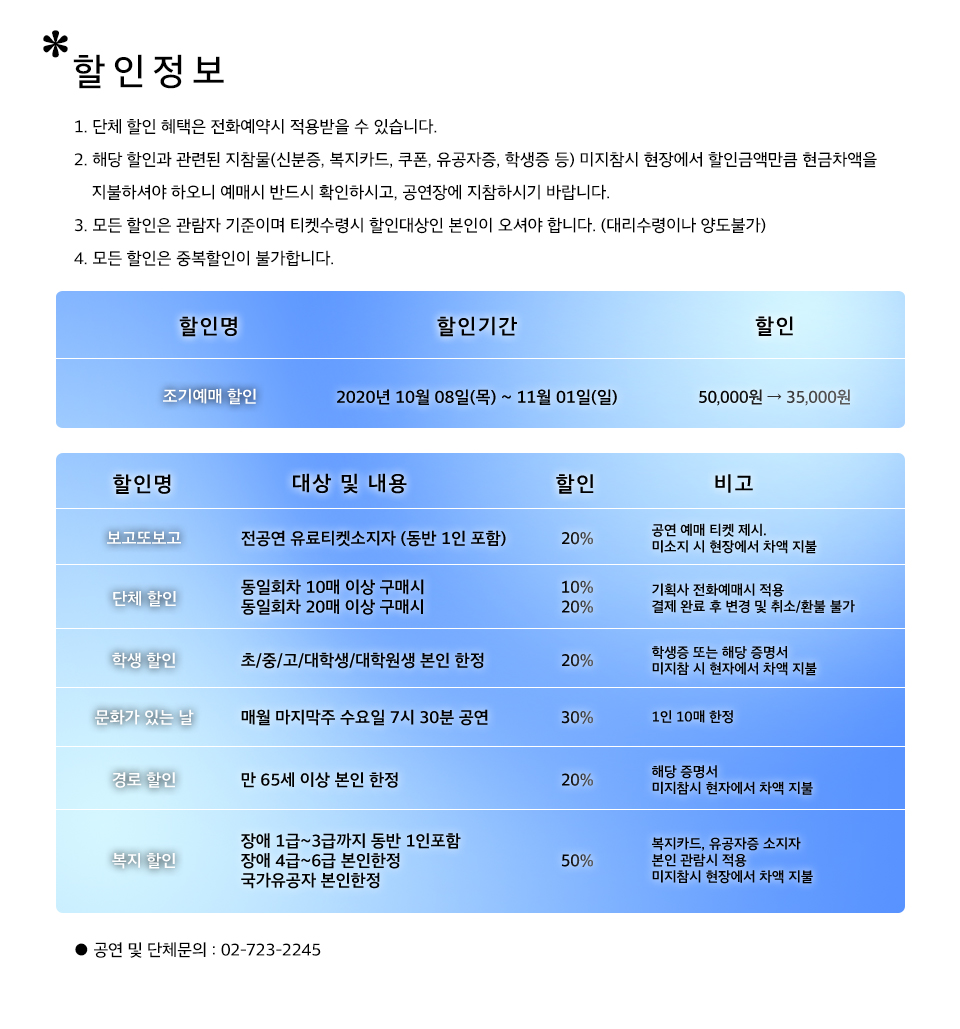 *할인정보
1. 단체 할인 혜택은 전화예약시 적용받을 수 있습니다.
2. 해당 할인과 관련된 지참물(신분증, 복지카드, 쿠폰, 유공자증, 학생증 등) 미지참시 현장에서 할인금액만큼 현금차액을
지불하셔야 하오니 예매시 반드시 확인하시고, 공연장에 지참하시기 바랍니다.
3. 모든 할인은 관람자 기준이며 티켓수령시 할인대상인 본인이 오셔야 합니다. (대리수령이나 양도불가)
4. 모든 할인은 중복할인이 불가합니다.
할인명 할인기간 할인
조기예매 할인 2020년 10월 08일(목) ~ 11월 01일(일) 50,000원 → 35,000원
할인명 대상 및 내용 할인 비고
보고또보고 전공연 유료티켓소지자 (동반 1인 포함) 20% 공연 예매 티켓 제시.
미소지 시 현장에서 차액 지불
단체 할인 동일회차 10매 이상 구매시 10% 기획사 전화예매시 적용
동일회차 20매 이상 구매시 20% 결제 완료 후 변경 및 취소/환불 불가
학생 할인 초/중/고/대학생/대학원생 본인 한정 20% 학생증 또는 해당 증명서
미지참 시 현자에서 차액 지불
문화가 있는 날 매월 마지막주 수요일 7시 30분 공연 30% 1인 10매 한정
경로 할인 만 65세 이상 본인 한정 20% 해당 증명서
미지참시 현자에서 차액 지불
장애 1급~3급까지 동반 1인포함 복지카드, 유공자증 소지자
복지 할인 장애 4급~6급 본인한정 50% 본인 관람시 적용
국가유공자 본인한정 미지참시 현장에서 차액 지불
● 공연 및 단체문의 : 02-723-2245